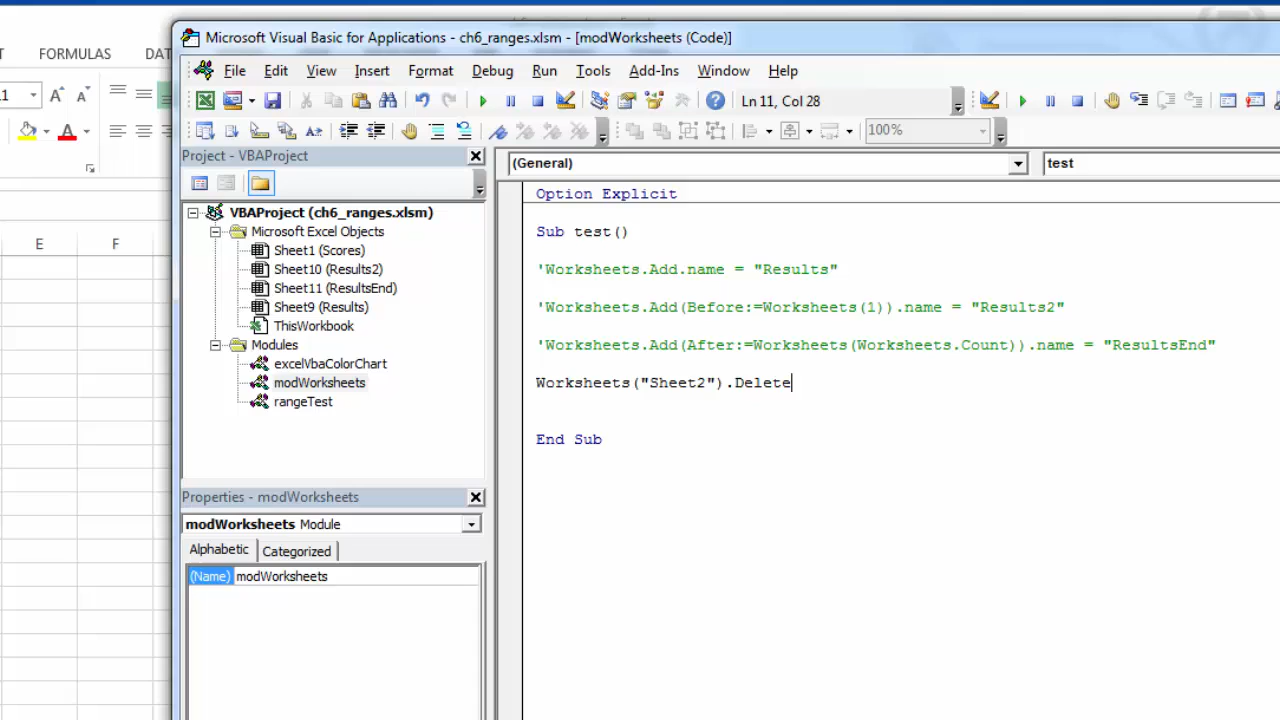 Microsoft Visual Basic for Applications - ch6_ranges.xlsm - [modWorksheets (Code)]
FORMULAS DAT
File Edit View Insert Format Debug Run Tools Add-Ins Window Help
Ln 11, Col 28
100%
Project - VBAProject
(General)
test
VBAProject (ch6_ranges.xlsm)
Microsoft Excel Objects
Sheet1 (Scores)
Sheet10 (Results2)
Sheet11 (ResultsEnd)
Sheet9 (Results)
ThisWorkbook
Modules
excelVbaColorChart
modWorksheets
rangeTest
Option Explicit
Sub test()
'Worksheets.Add.name = "Results"
'Worksheets.Add(Before:=Worksheets(1)).name = "Results2"
'Worksheets.Add(After:=Worksheets(Worksheets.Count)).name = "ResultsEnd"
Worksheets("Sheet2").Delete
End Sub
E F
Properties - modWorksheets
modWorksheets Module
Alphabetic Categorized
(Name) modWorksheets